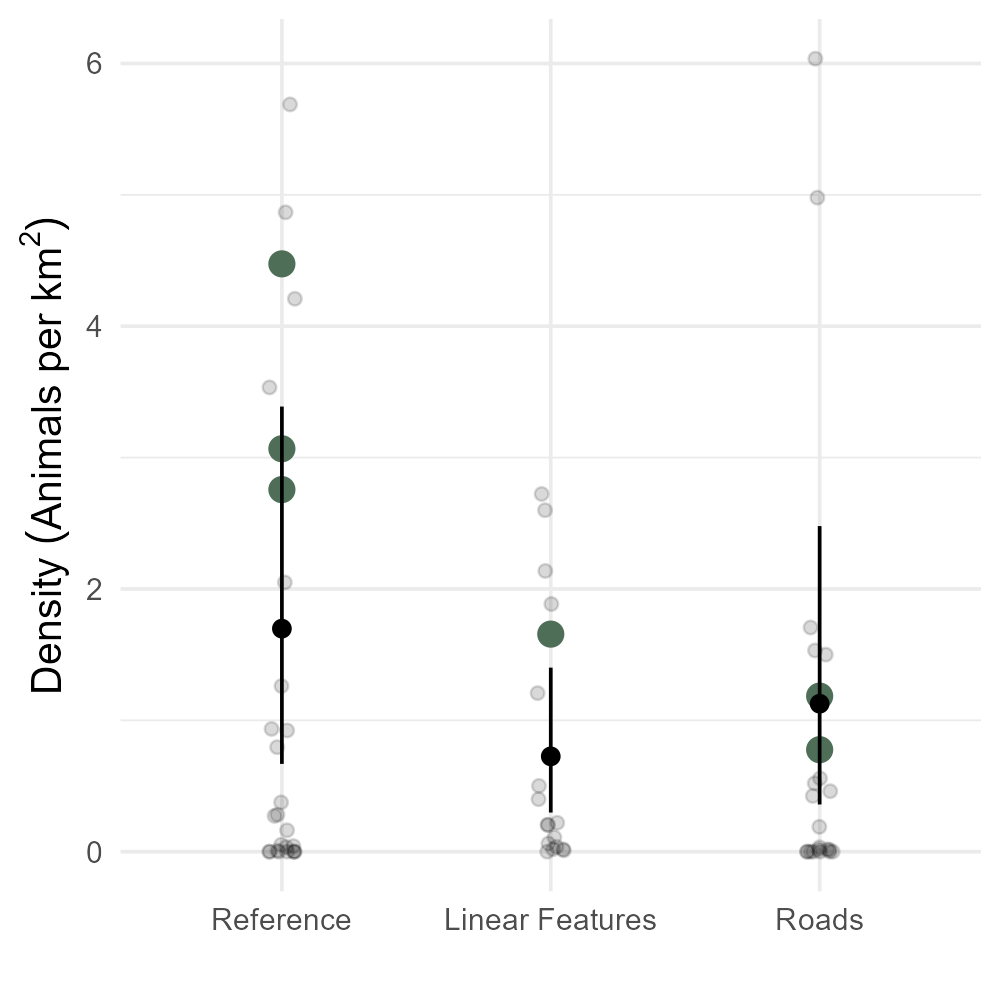 Density (Animals per km²)
6
4
2
0
Reference
Linear Features
Roads